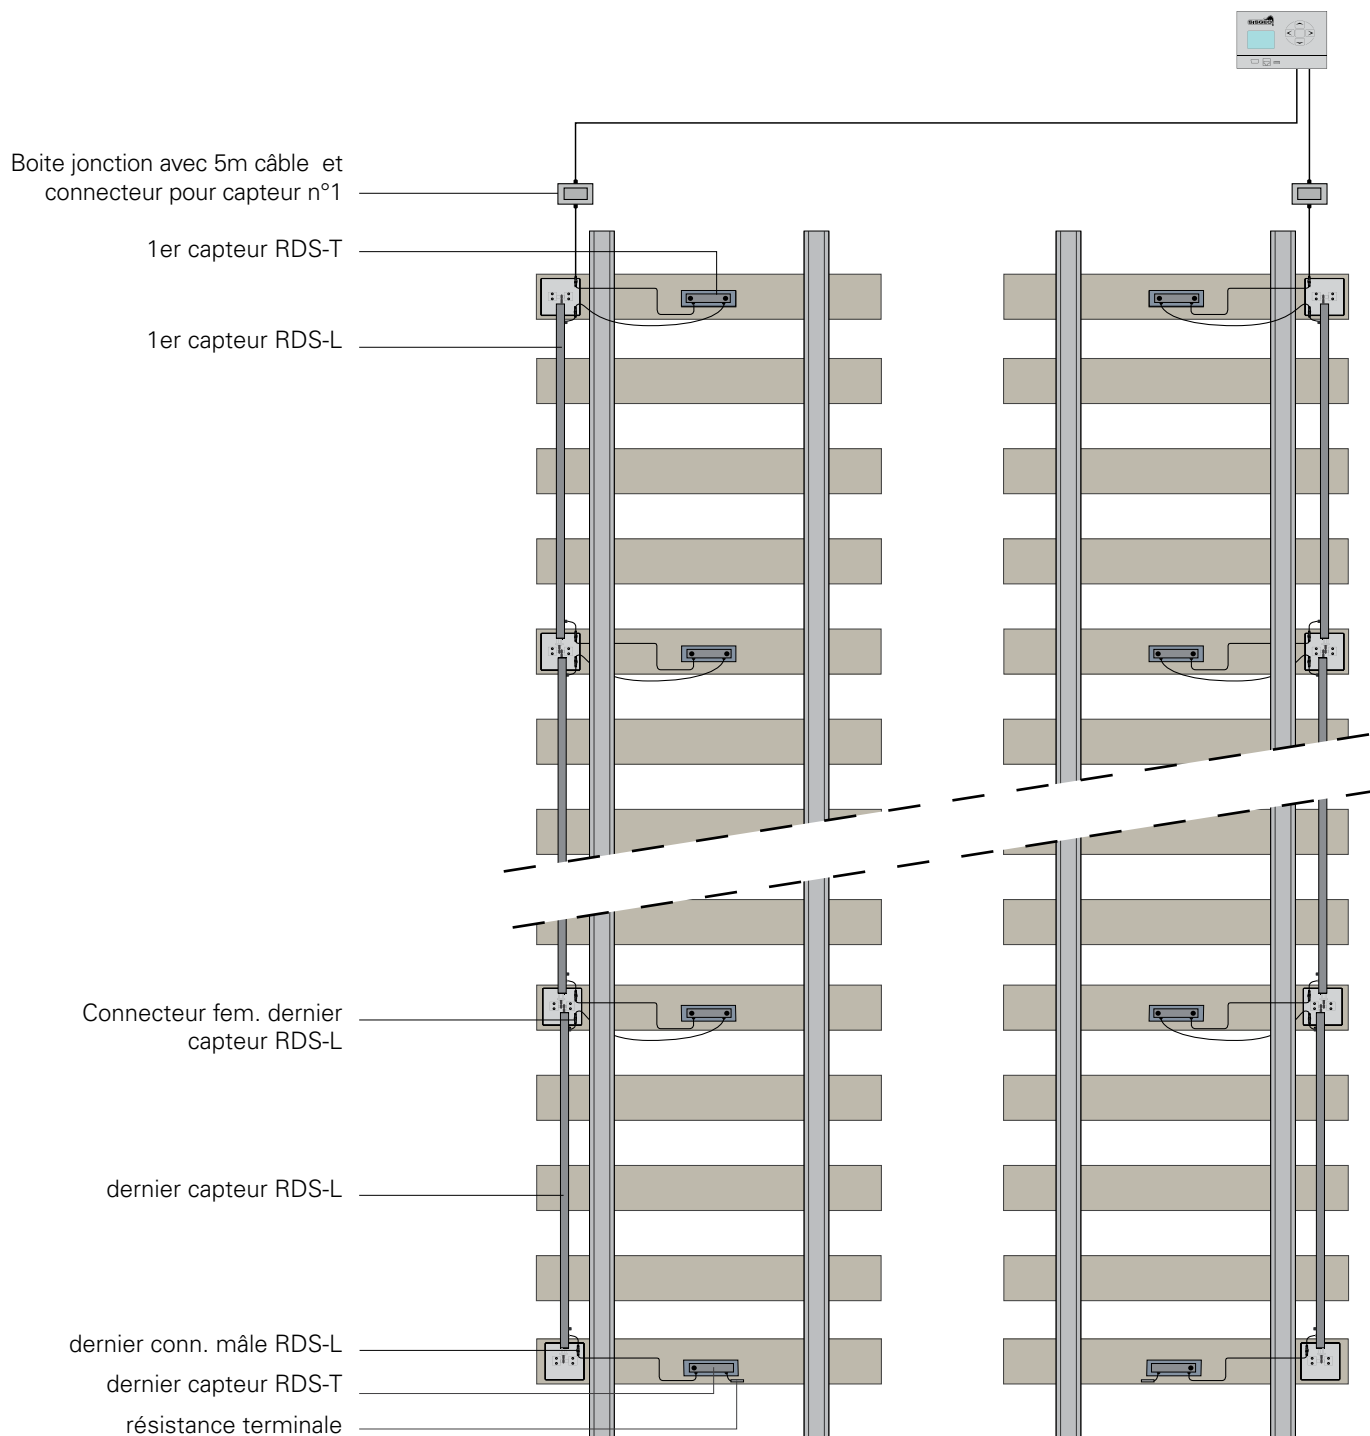 SISGEO
Boite jonction avec 5m câble et
connecteur pour capteur n°1
1er capteur RDS-T
1er capteur RDS-L
Connecteur fem. dernier
capteur RDS-L
dernier capteur RDS-L
dernier conn. mâle RDS-L
dernier capteur RDS-T
résistance terminale